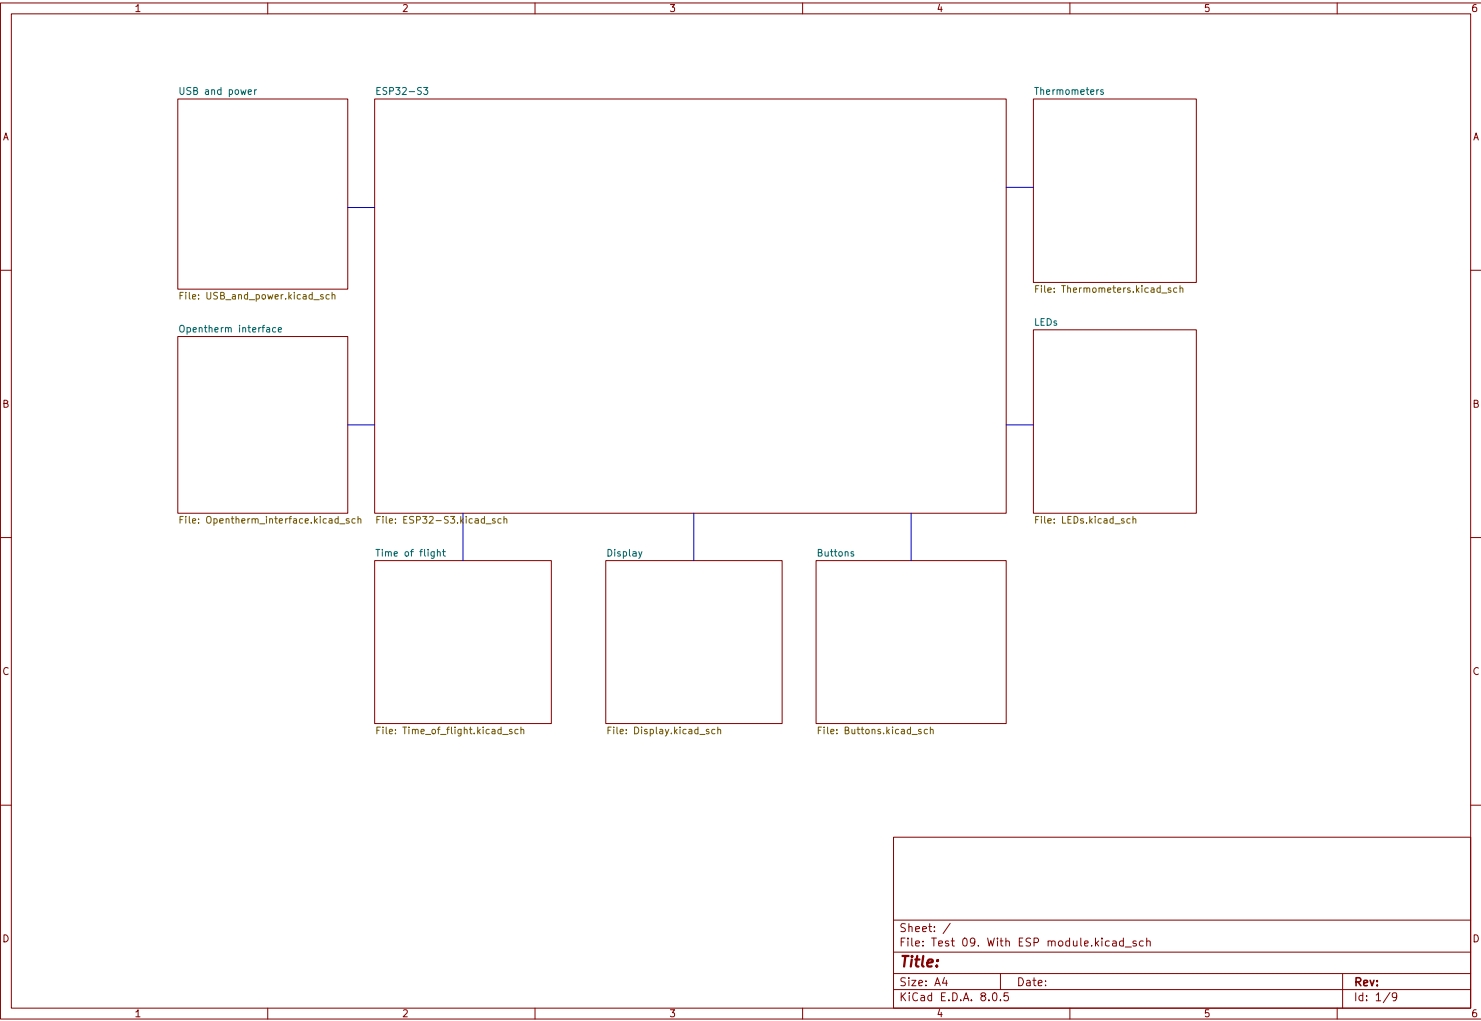 1 2 3 4 5 6
USB and power
ESP32-S3
Thermometers
A A
File: Thermometers.kicad_sch
File: USB_and_power.kicad_sch
LEDs
Opentherm interface
B B
File: Opentherm_interface.kicad_sch
File: ESP32-S3.kicad_sch
File: LEDs.kicad_sch
Time of flight
Display
Buttons
C C
File: Time_of_flight.kicad_sch
File: Display.kicad_sch
File: Buttons.kicad_sch
Sheet: /
D D
File: Test 09. With ESP module.kicad_sch
Title:
Size: A4 Date: Rev:
KiCad E.D.A. 8.0.5 Id: 1/9
1 2 3 4 5 6